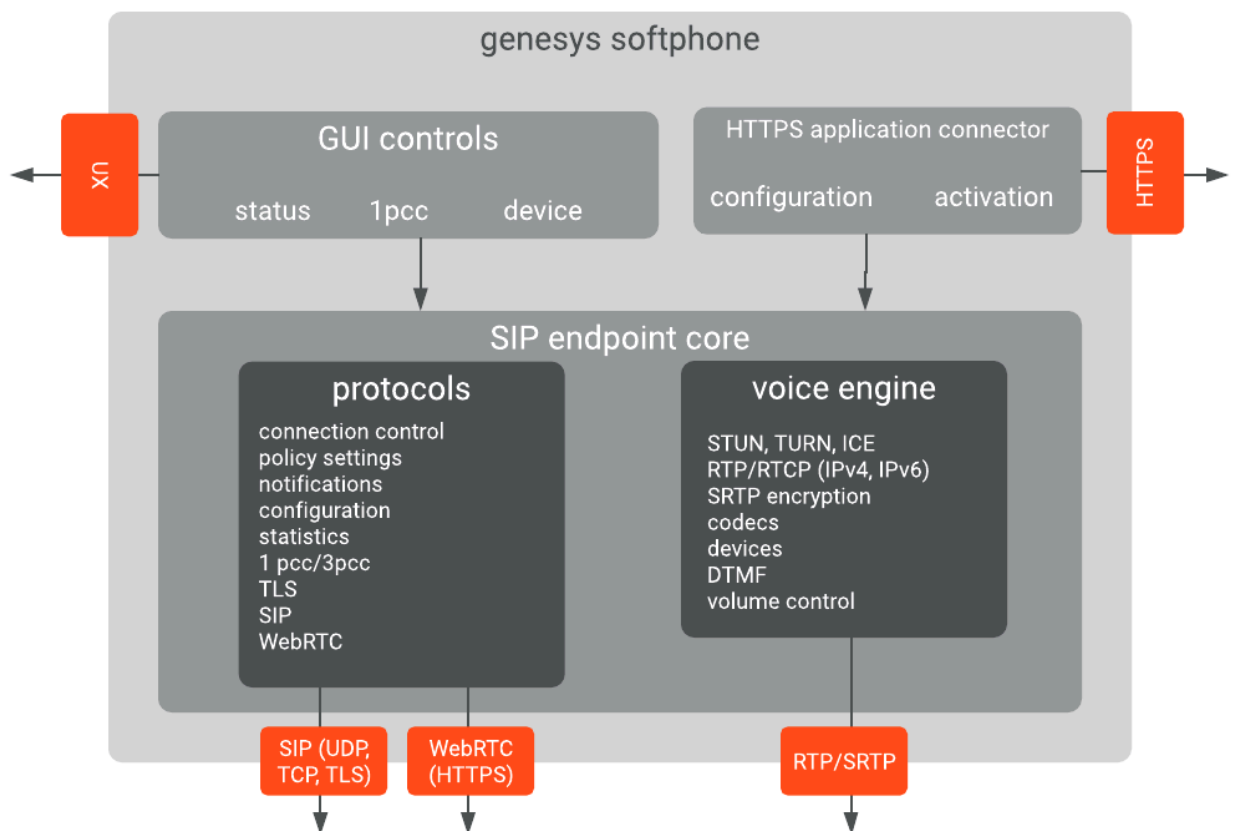 genesys softphone
GUI controls
status 1pcc device
UX
HTTPS application connector
configuration activation
HTTPS
SIP endpoint core
protocols
connection control
policy settings
notifications
configuration
statistics
1 pcc/3pcc
TLS
SIP
WebRTC
voice engine
STUN, TURN, ICE
RTP/RTCP (IPv4, IPv6)
SRTP encryption
codecs
devices
DTMF
volume control
SIP (UDP,
TCP, TLS)
WebRTC
(HTTPS)
RTP/SRTP